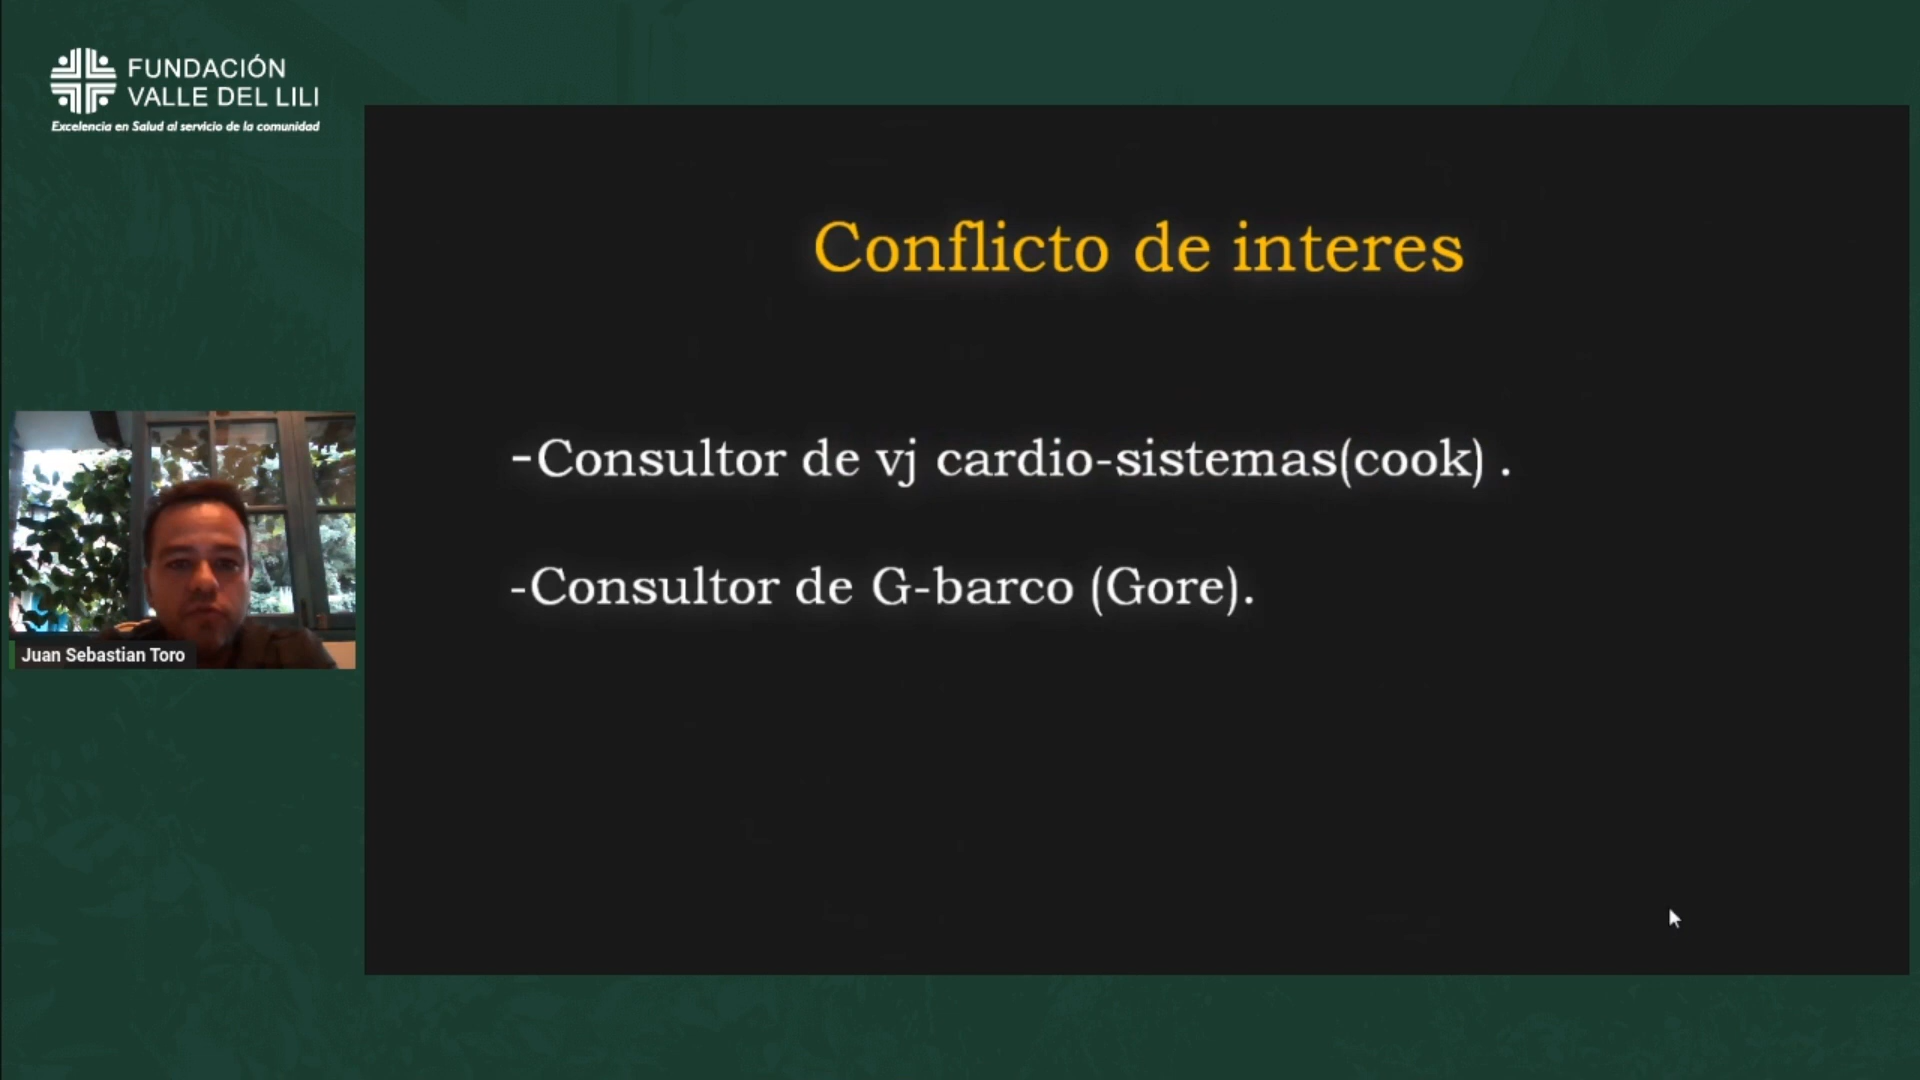 FUNDACIÓN
VALLE DEL LILI
Excelencia en Salud al servicio de la comunidad
Conflicto de interes
-Consultor de vj cardio-sistemas(cook) .
-Consultor de G-barco (Gore).
Juan Sebastian Toro